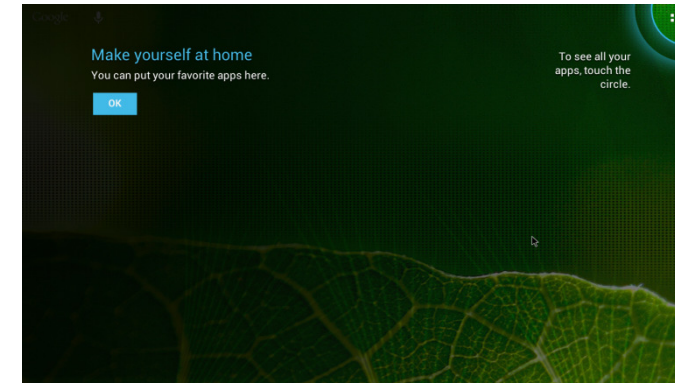 Google
Make yourself at home
You can put your favorite apps here.
OK
To see all your
apps, touch the
circle.